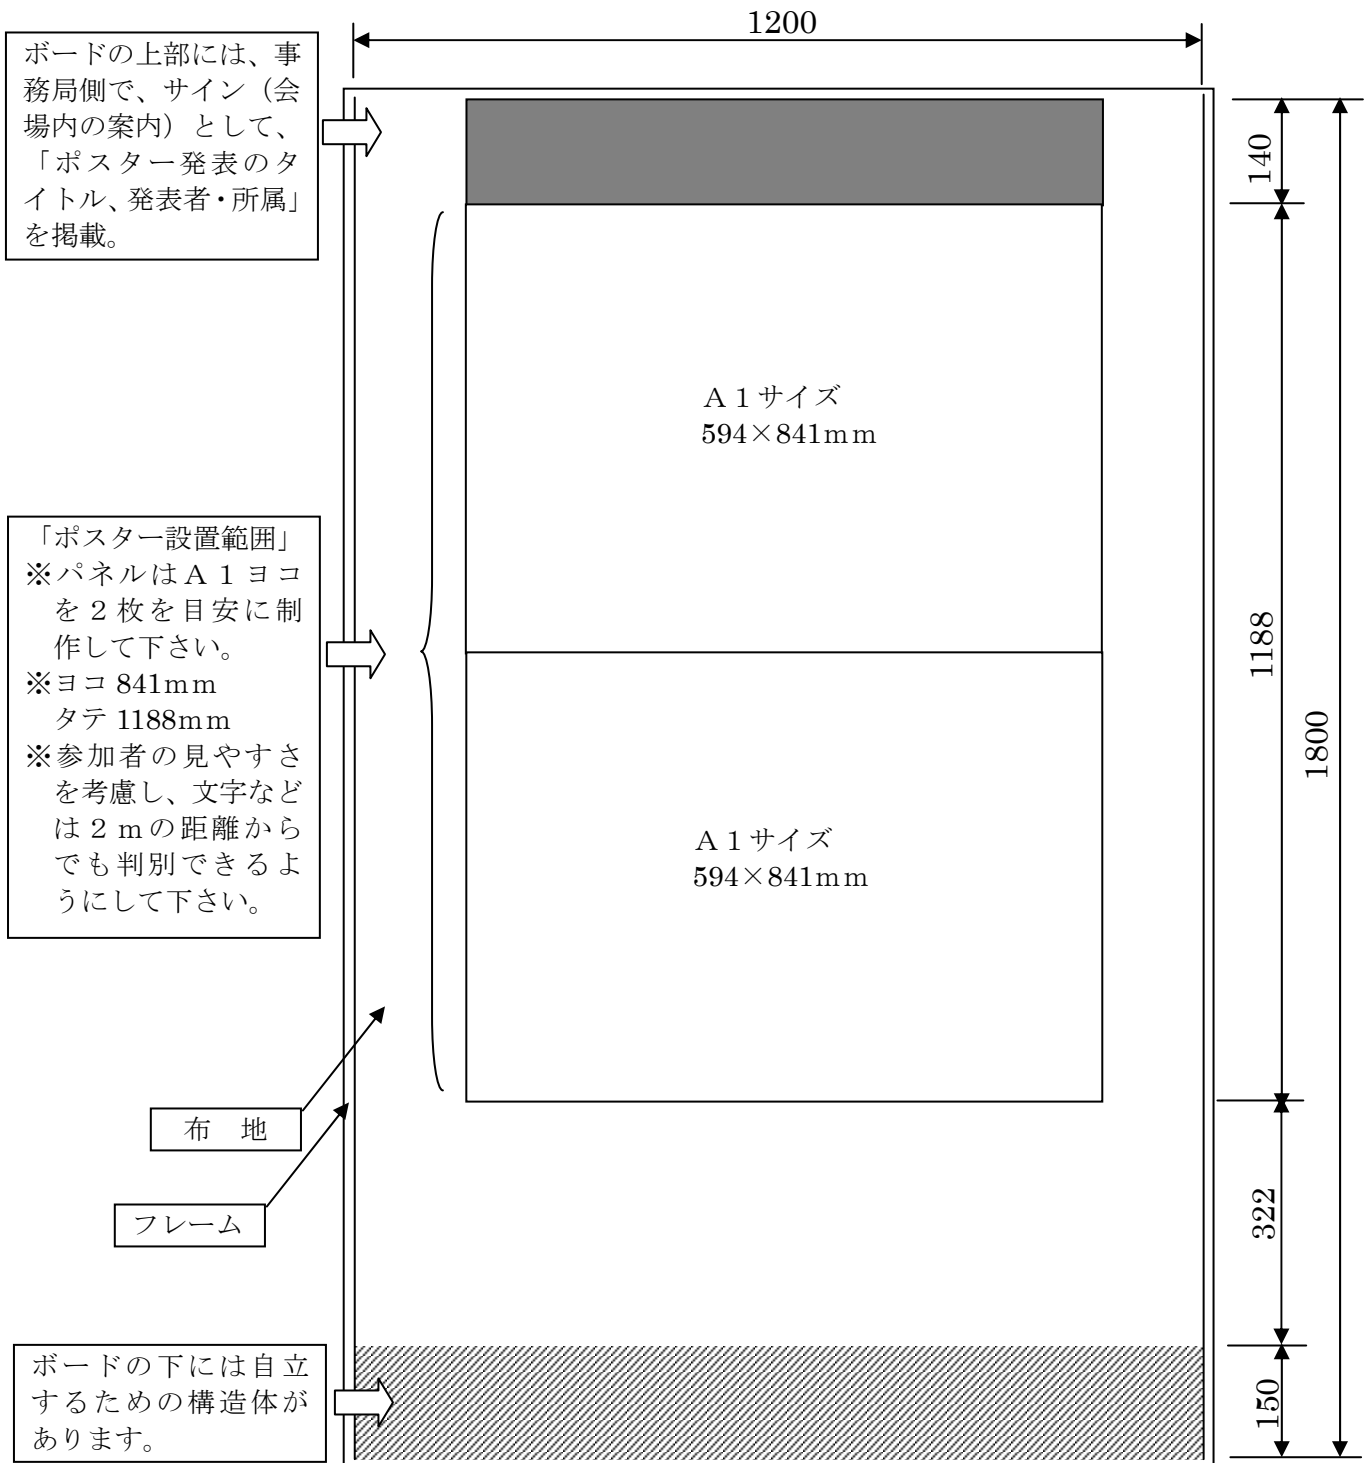 1200
ボードの上部には、事
務局側で、サイン（会
場内の案内）として、
「ポスター発表のタ
イトル、発表者・所属」
を掲載。
140
Ａ１サイズ
594×841ｍｍ
「ポスター設置範囲」
※パネルはＡ１ヨコ
を２枚を目安に制
作して下さい。
※ヨコ 841ｍｍ
タテ 1188ｍｍ
※参加者の見やすさ
を考慮し、文字など
は２ｍの距離から
でも判別できるよ
うにして下さい。
1188
1800
Ａ１サイズ
594×841ｍｍ
布　地
フレーム
322
ボードの下には自立
するための構造体が
あります。
150